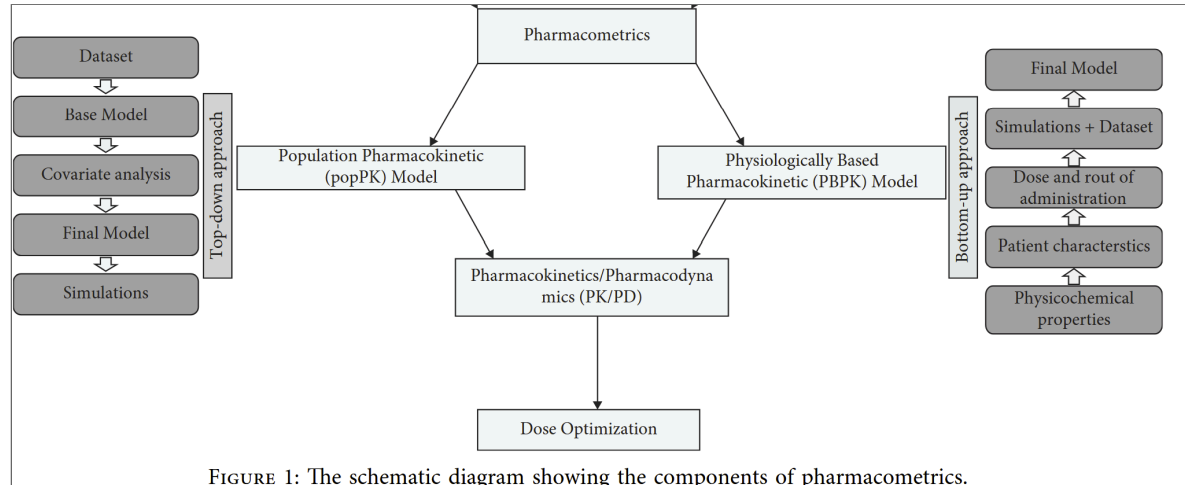 Pharmacometrics
Dataset
Base Model
Covariate analysis
Final Model
Simulations
Top-down approach
Population Pharmacokinetic
(popPK) Model
Physiologically Based
Pharmacokinetic (PBPK) Model
Bottom-up approach
Final Model
Simulations + Dataset
Dose and rout of
administration
Patient characterstics
Physicochemical
properties
Pharmacokinetics/Pharmacodyna
mics (PK/PD)
Dose Optimization
FIGURE 1: The schematic diagram showing the components of pharmacometrics.